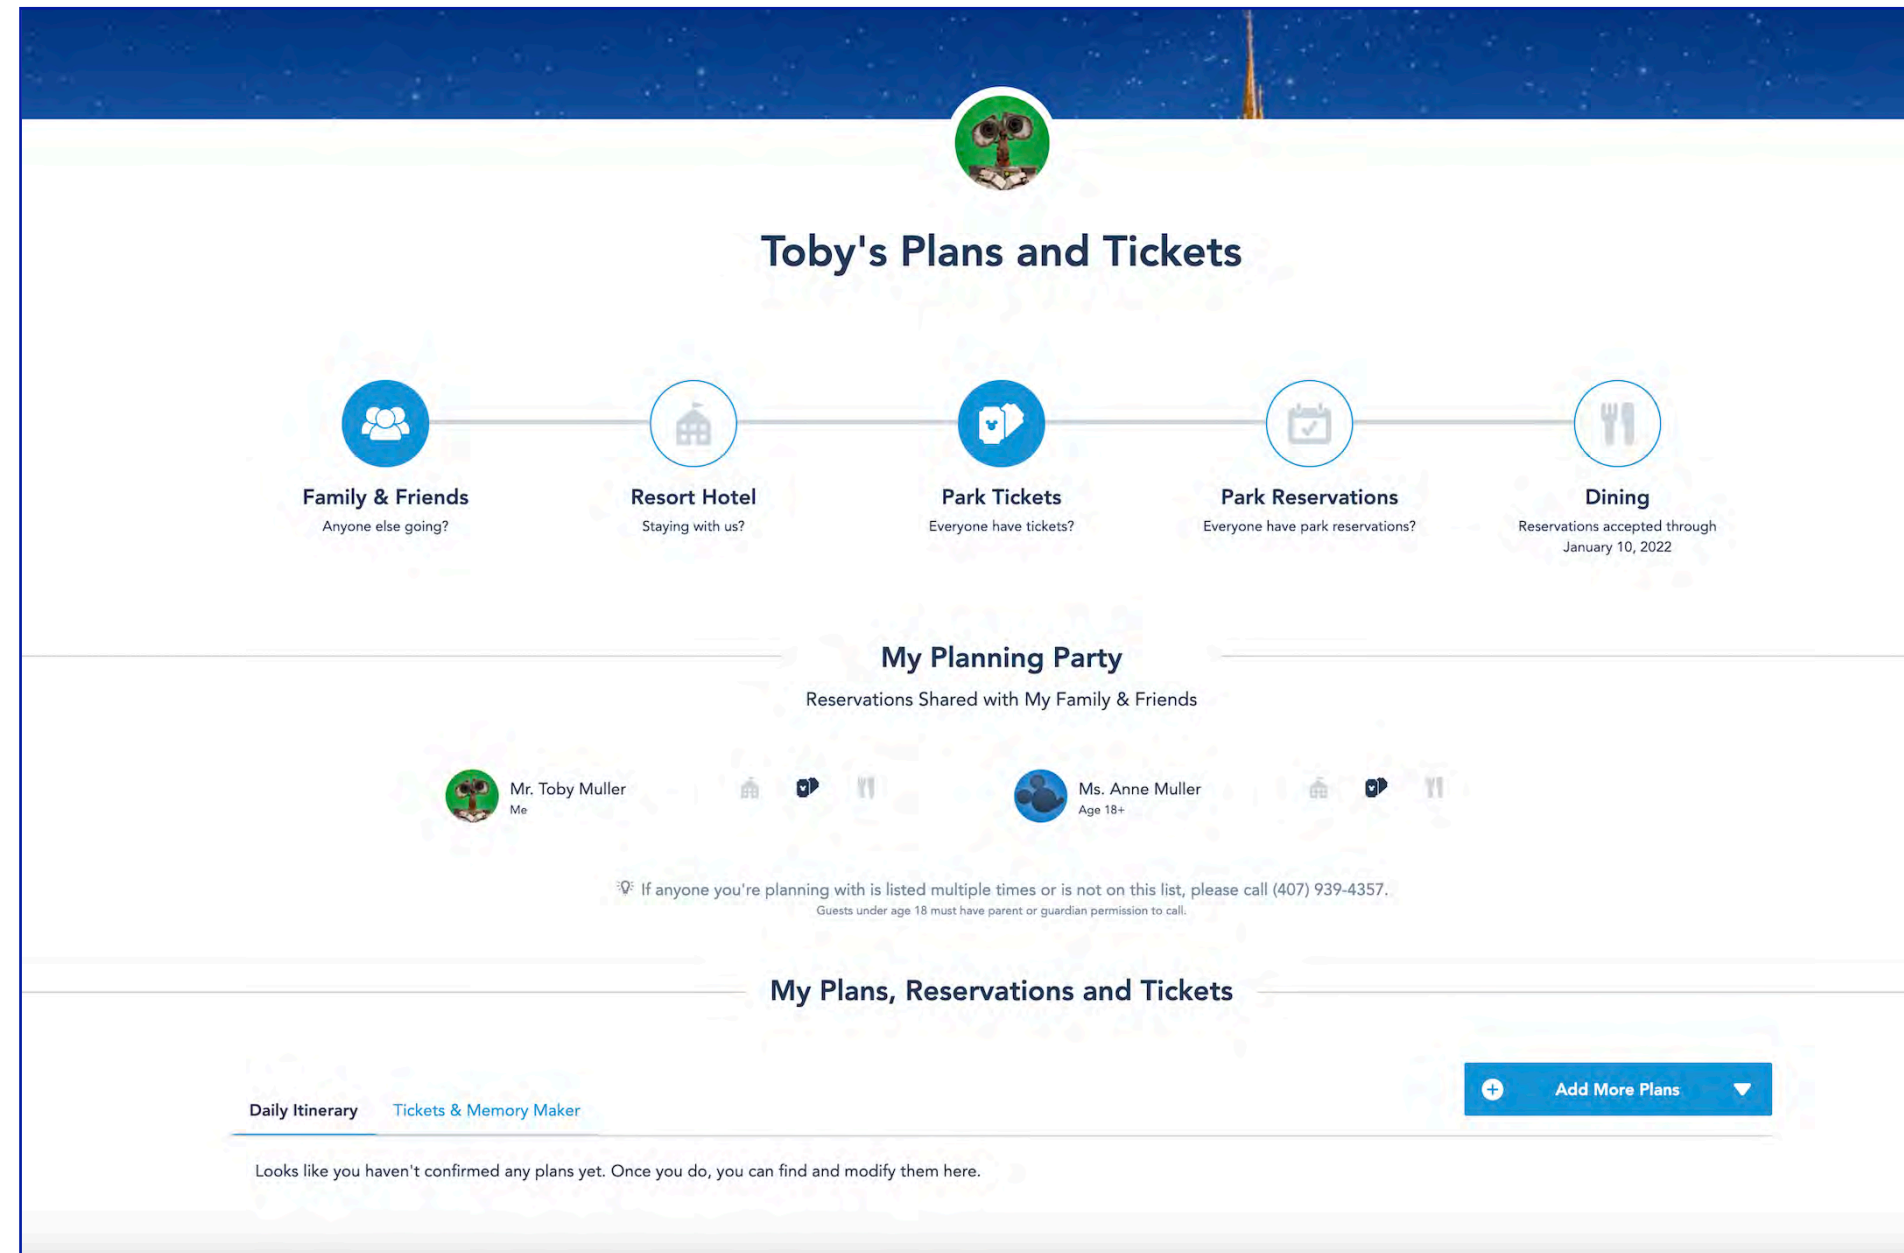 Toby's Plans and Tickets
Family & Friends
Anyone else going?
Resort Hotel
Staying with us?
Park Tickets
Everyone have tickets?
Park Reservations
Everyone have park reservations?
Dining
Reservations accepted through
January 10, 2022
My Planning Party
Reservations Shared with My Family & Friends
Mr. Toby Muller
Me
Ms. Anne Muller
Age 18+
If anyone you're planning with is listed multiple times or is not on this list, please call (407) 939-4357.
Guests under age 18 must have parent or guardian permission to call.
My Plans, Reservations and Tickets
Add More Plans
Daily Itinerary
Tickets & Memory Maker
Looks like you haven't confirmed any plans yet. Once you do, you can find and modify them here.